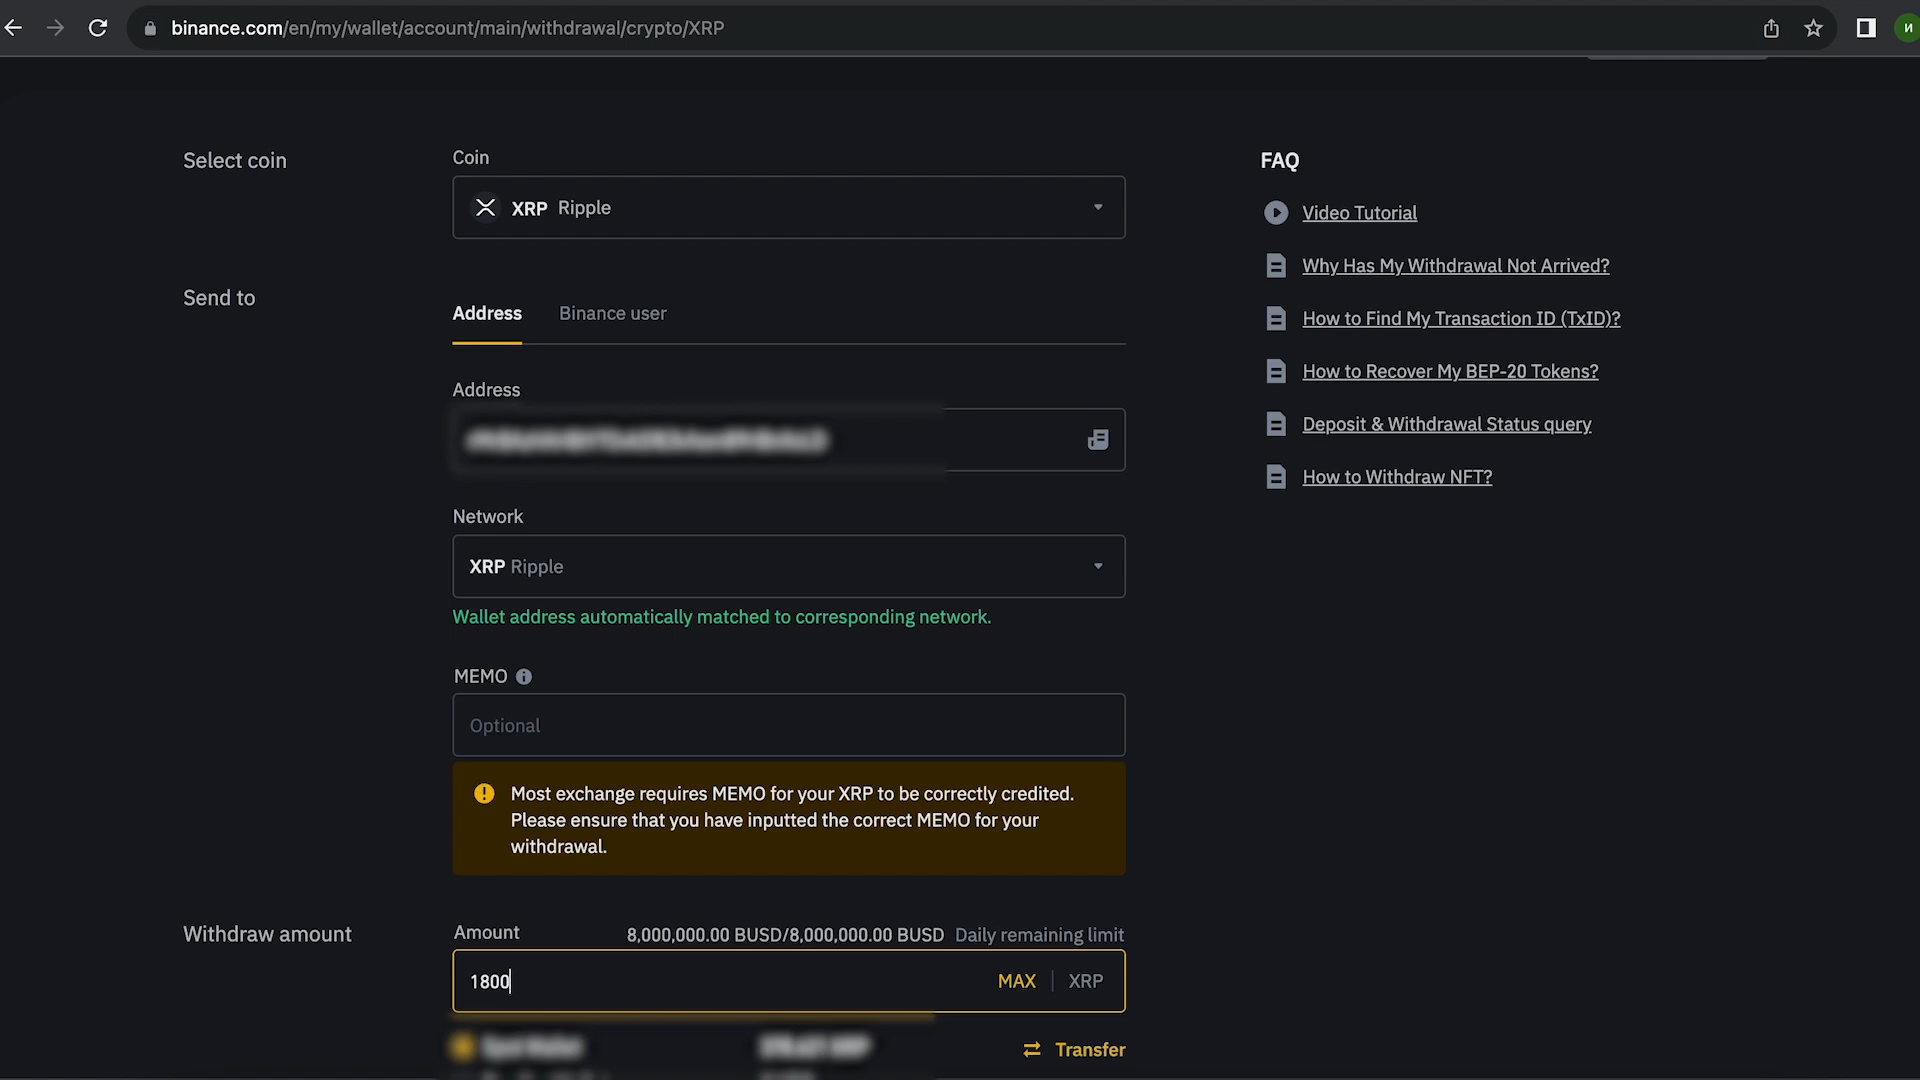 binance.com/en/my/wallet/account/main/withdrawal/crypto/XRP
И
Select coin
Coin
XRP Ripple
Send to
Address Binance user
Address
Network
XRP Ripple
Wallet address automatically matched to corresponding network.
MEMO
Optional
Most exchange requires MEMO for your XRP to be correctly credited.
Please ensure that you have inputted the correct MEMO for your
withdrawal.
Withdraw amount
Amount 8,000,000.00 BUSD/8,000,000.00 BUSD Daily remaining limit
1800 MAX XRP
Transfer
FAQ
Video Tutorial
Why Has My Withdrawal Not Arrived?
How to Find My Transaction ID (TxID)?
How to Recover My BEP-20 Tokens?
Deposit & Withdrawal Status query
How to Withdraw NFT?